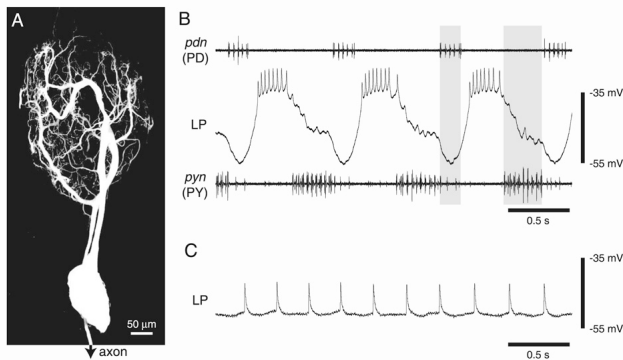 A
50 μm
axon
B
pdn
(PD)
LP
pyn
(PY)
-35 mV
-55 mV
0.5 s
C
LP
-35 mV
-55 mV
0.5 s